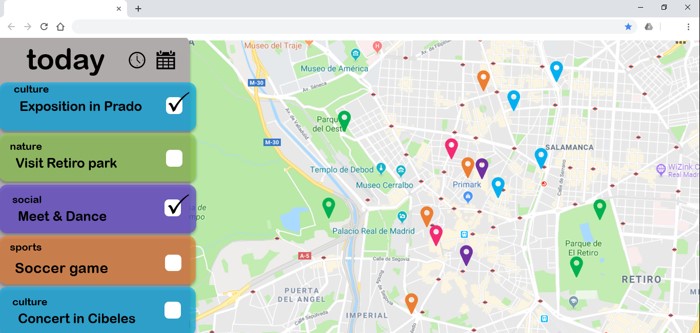 today
culture
Exposition in Prado
nature
Visit Retiro park
social
Meet & Dance
sports
Soccer game
culture
Concert in Cibeles
Museo del Traje
Museo de América
M-30
M-30
Parque
del Oeste
SALAMANCA
Templo de Debod
Museo Cerralbo
Primark
WiZink C
Real Mad
Palacio Real de Madrid
Parque de
El Retiro
A-5
PUERTA
DEL ANGEL
IMPERIAL
RETIRO